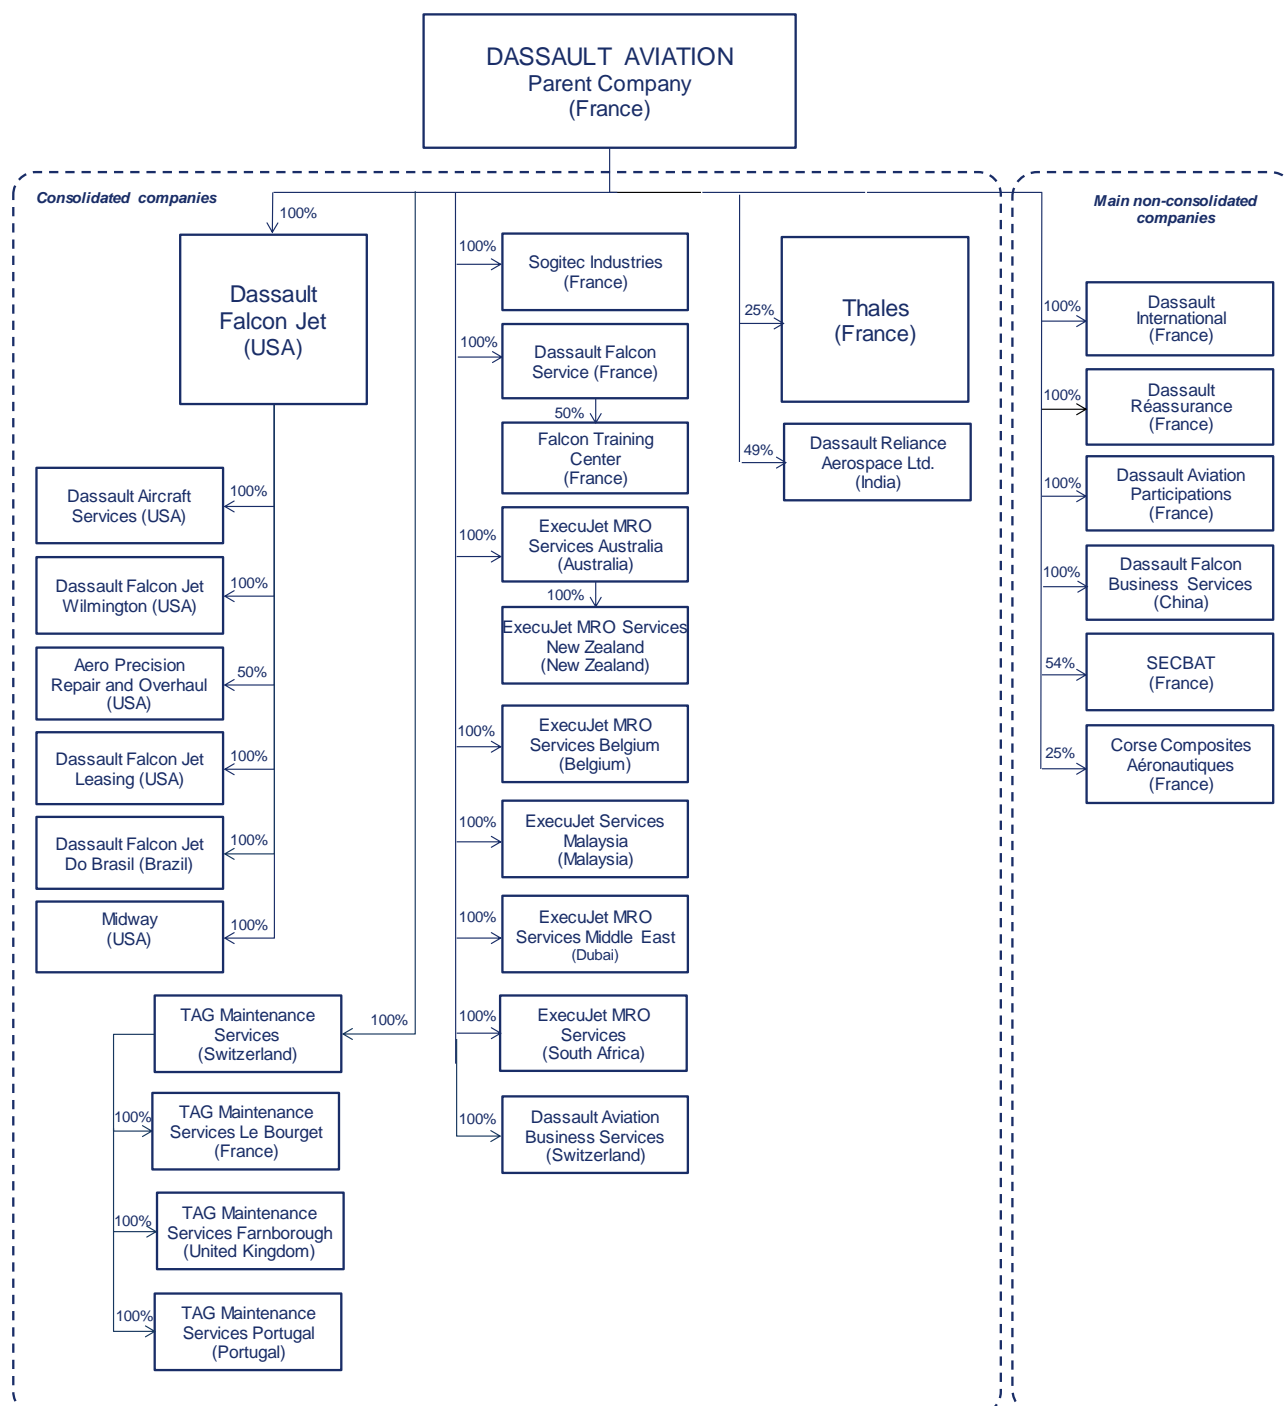 DASSAULT AVIATION
Parent Company
(France)
Consolidated companies
100%
Dassault
Falcon Jet
(USA)
100%
Dassault Aircraft
Services (USA)
100%
Dassault Falcon Jet
Wilmington (USA)
100%
Aero Precision
Repair and Overhaul
(USA)
50%
Dassault Falcon Jet
Leasing (USA)
100%
Dassault Falcon Jet
Do Brasil (Brazil)
100%
Midway
(USA)
100%
TAG Maintenance
Services
(Switzerland)
100%
TAG Maintenance
Services Le Bourget
(France)
100%
TAG Maintenance
Services Farnborough
(United Kingdom)
100%
TAG Maintenance
Services Portugal
(Portugal)
100%
Sogitec Industries
(France)
100%
Dassault Falcon
Service (France)
50%
Falcon Training
Center
(France)
100%
ExecuJet MRO
Services Australia
(Australia)
100%
ExecuJet MRO Services
New Zealand
(New Zealand)
100%
ExecuJet MRO
Services Belgium
(Belgium)
100%
ExecuJet Services
Malaysia
(Malaysia)
100%
ExecuJet MRO
Services Middle East
(Dubai)
100%
ExecuJet MRO
Services
(South Africa)
100%
Dassault Aviation
Business Services
(Switzerland)
25%
Thales
(France)
49%
Dassault Reliance
Aerospace Ltd.
(India)
Main non-consolidated
companies
100%
Dassault
International
(France)
100%
Dassault
Réassurance
(France)
100%
Dassault Aviation
Participations
(France)
100%
Dassault Falcon
Business Services
(China)
54%
SECBAT
(France)
25%
Corse Composites
Aéronautiques
(France)